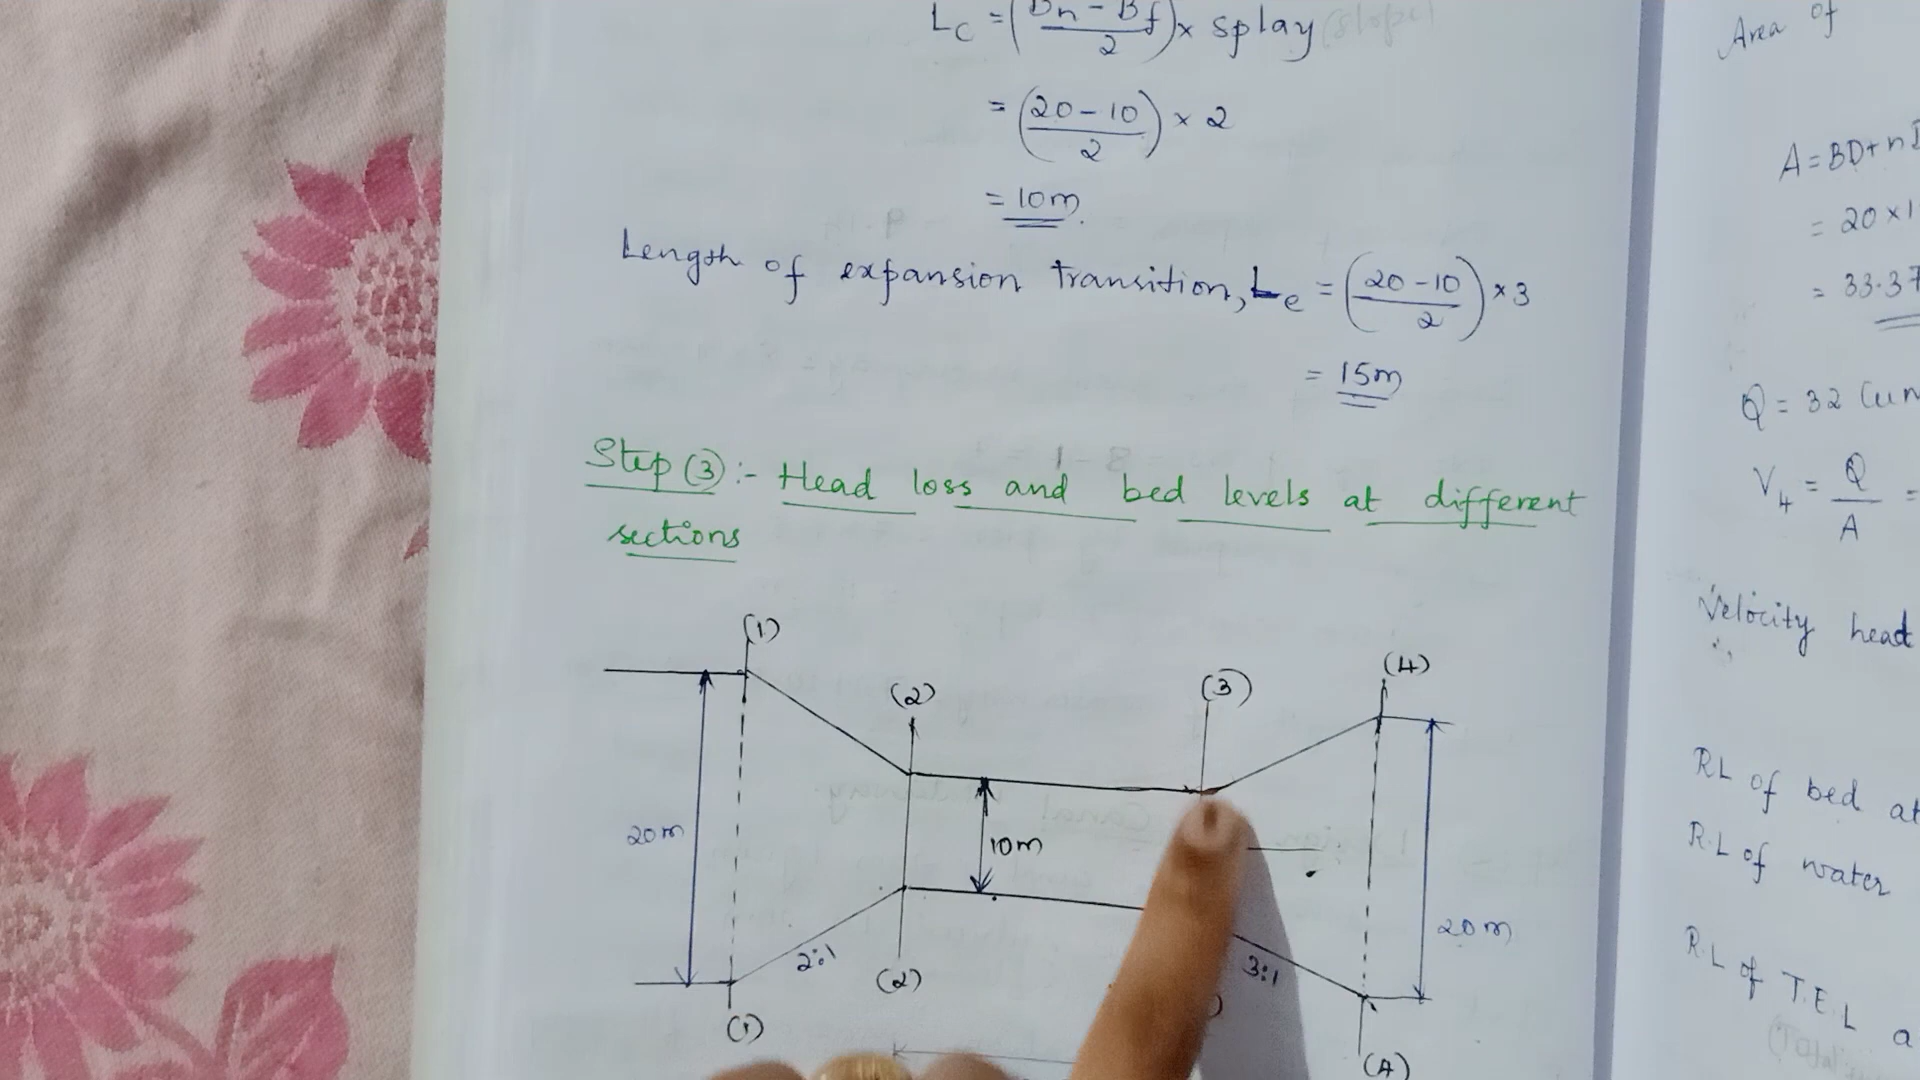 Lc = (Bn - Bf / 2) × splay (slope)
= (20 - 10 / 2) × 2
= 10m.
Length of expansion transition, Le = (20 - 10 / 2) × 3
= 15m
Step (3) :- Head loss and bed levels at different
sections
(1)
(2)
(3)
(4)
20m
10m
20m
2:1
3:1
(2)
(1)
(4)
Area of
A = BD + n
= 20 × 1
= 33.37
Q = 32 Cum
V4 = Q / A =
Velocity head
RL of bed at
R.L of water
R.L of T.E.L a